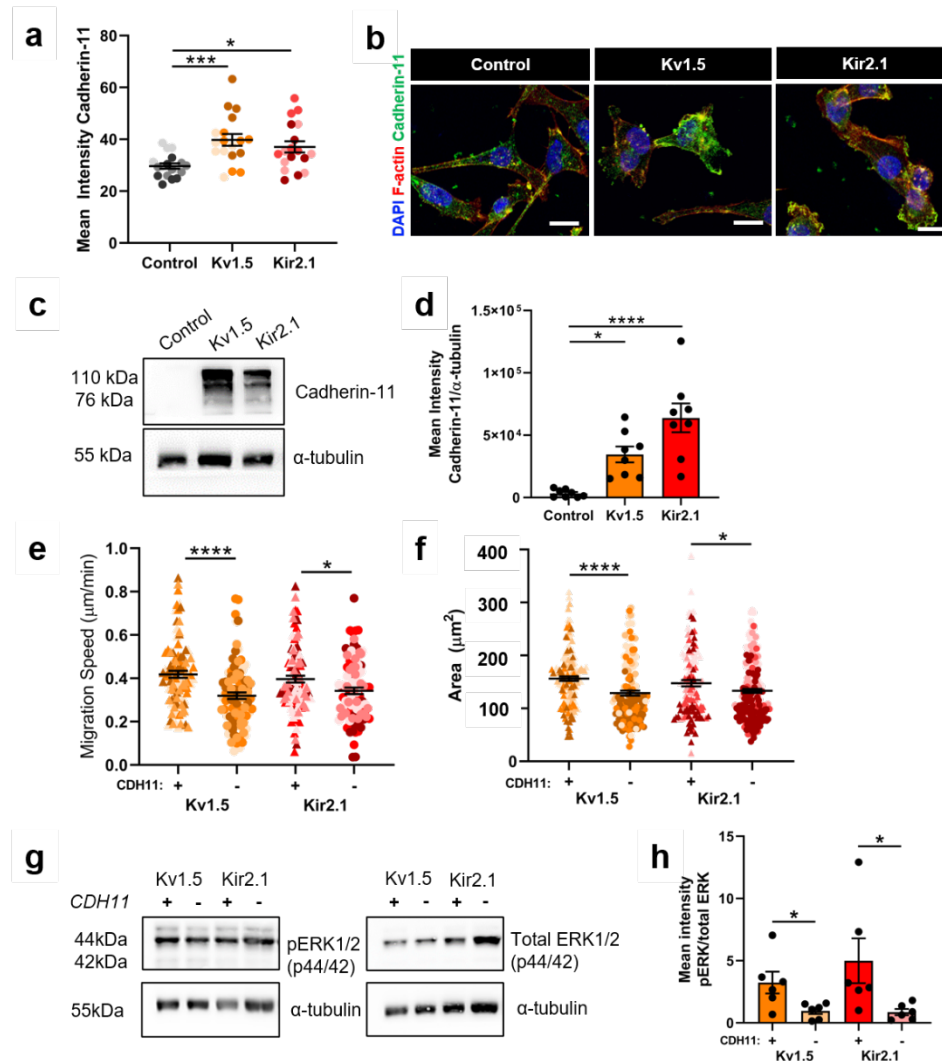 a
Mean Intensity Cadherin-11
80
60
40
20
0
***
*
Control
Kv1.5
Kir2.1
b
Control
Kv1.5
Kir2.1
DAPI F-actin Cadherin-11
c
Control
Kv1.5
Kir2.1
110 kDa
76 kDa
Cadherin-11
55 kDa
α-tubulin
d
Mean Intensity
Cadherin-11/α-tubulin
1.5×10⁵
1×10⁵
5×10⁴
0
****
*
Control
Kv1.5
Kir2.1
e
Migration Speed (μm/min)
1.0
0.8
0.6
0.4
0.2
0.0
****
*
CDH11: + - + -
Kv1.5
Kir2.1
f
Area (μm²)
400
300
200
100
0
****
*
CDH11: + - + -
Kv1.5
Kir2.1
g
Kv1.5 Kir2.1
CDH11 + - + -
44kDa
42kDa
pERK1/2
(p44/42)
55kDa
α-tubulin
Kv1.5 Kir2.1
+ - + -
Total ERK1/2
(p44/42)
α-tubulin
h
Mean intensity
pERK/total ERK
15
10
5
0
*
*
CDH11: + - + -
Kv1.5
Kir2.1